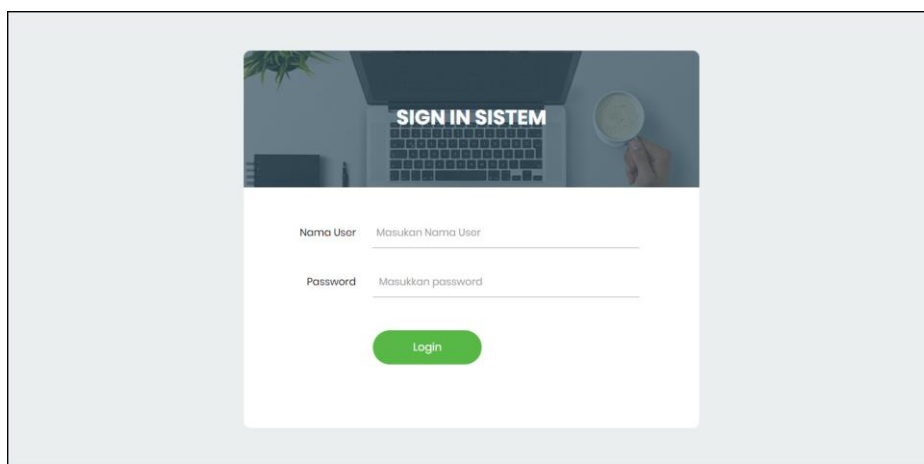 SIGN IN SISTEM
Nama User Masukan Nama User
Password Masukkan password
Login